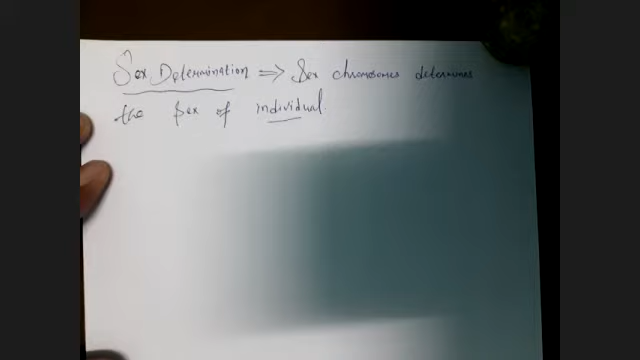 Sex Determination ⇒ Sex chromosomes determines
the sex of individual.